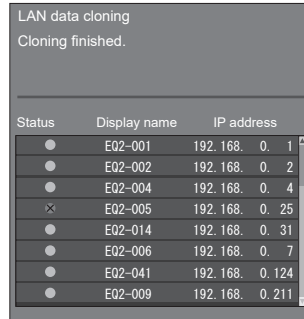 LAN data cloning
Cloning finished.
Status Display name IP address
EQ2-001 192. 168. 0. 1
EQ2-002 192. 168. 0. 2
EQ2-004 192. 168. 0. 4
EQ2-005 192. 168. 0. 25
EQ2-014 192. 168. 0. 31
EQ2-006 192. 168. 0. 7
EQ2-041 192. 168. 0. 124
EQ2-009 192. 168. 0. 211